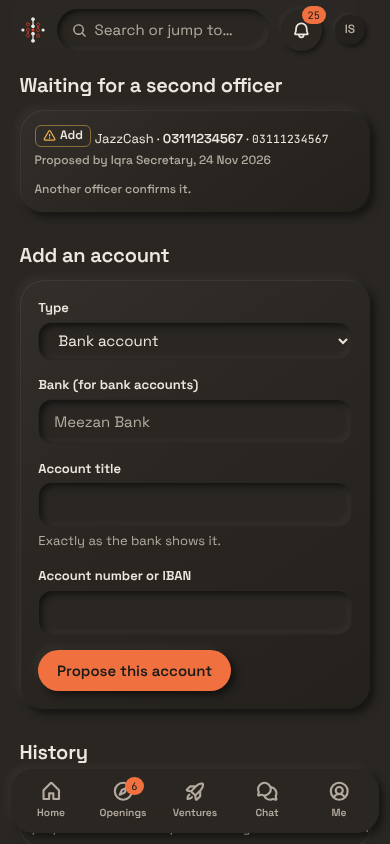 Search or jump to...
25
IS
Waiting for a second officer
Add JazzCash · 03111234567 · 03111234567
Proposed by Iqra Secretary, 24 Nov 2026
Another officer confirms it.
Add an account
Type
Bank account
Bank (for bank accounts)
Meezan Bank
Account title
Exactly as the bank shows it.
Account number or IBAN
Propose this account
History
6
Home
Openings
Ventures
Chat
Me